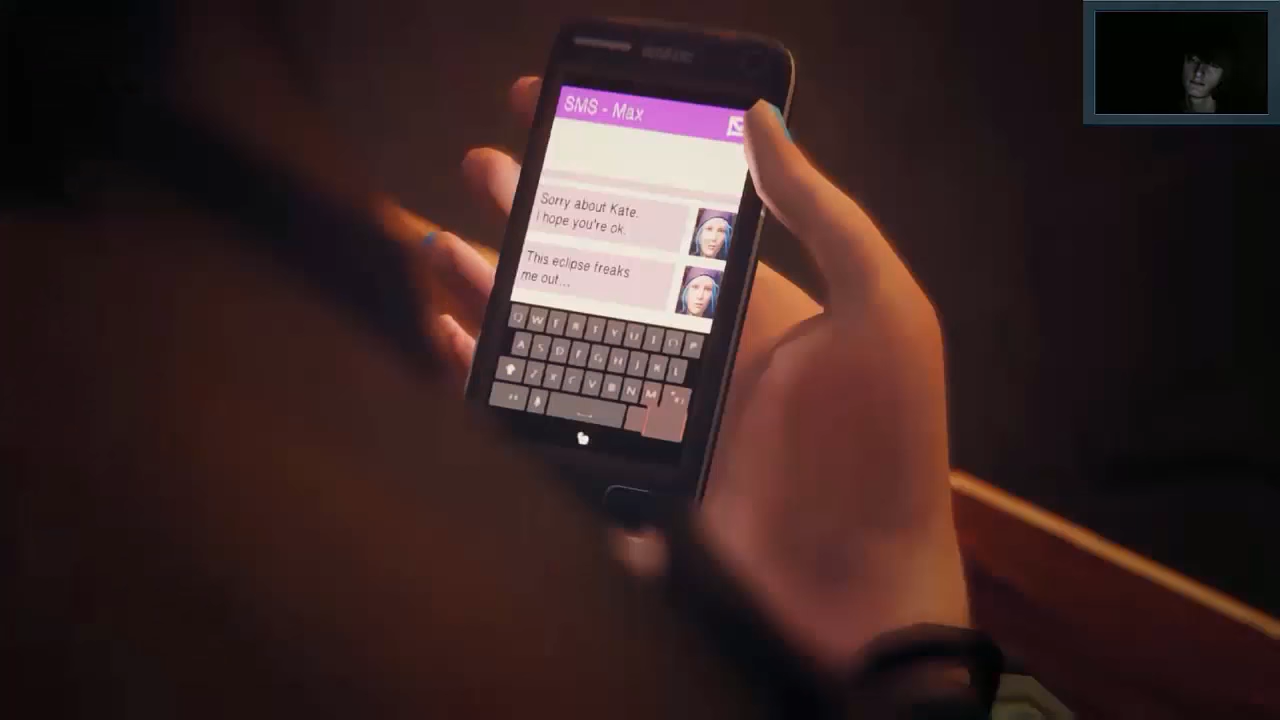 SMS - Max
Sorry about Kate.
I hope you're ok.
This eclipse freaks
me out...
Q W E R T Y U I O P
A S D F G H J K L
Z X C V B N M